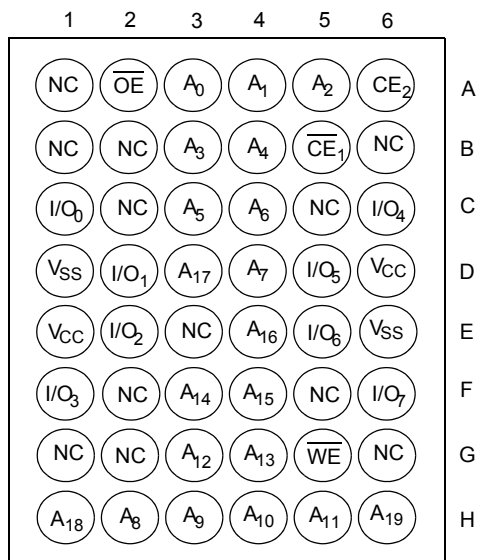 1 2 3 4 5 6
NC OE A0 A1 A2 CE2 A
NC NC A3 A4 CE1 NC B
I/O0 NC A5 A6 NC I/O4 C
VSS I/O1 A17 A7 I/O5 VCC D
VCC I/O2 NC A16 I/O6 VSS E
I/O3 NC A14 A15 NC I/O7 F
NC NC A12 A13 WE NC G
A18 A8 A9 A10 A11 A19 H